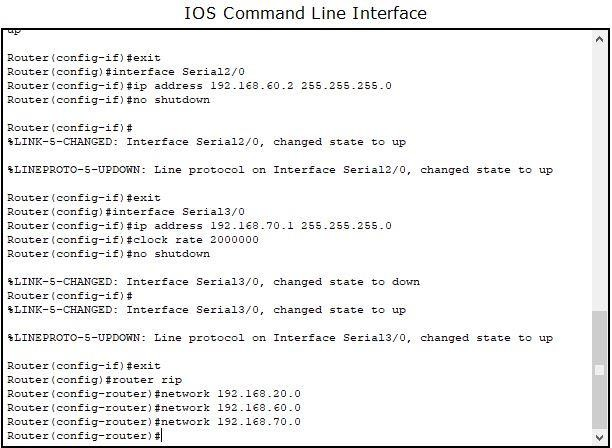 IOS Command Line Interface
up
Router(config-if)#exit
Router(config)#interface Serial2/0
Router(config-if)#ip address 192.168.60.2 255.255.255.0
Router(config-if)#no shutdown
Router(config-if)#
%LINK-5-CHANGED: Interface Serial2/0, changed state to up
%LINEPROTO-5-UPDOWN: Line protocol on Interface Serial2/0, changed state to up
Router(config-if)#exit
Router(config)#interface Serial3/0
Router(config-if)#ip address 192.168.70.1 255.255.255.0
Router(config-if)#clock rate 2000000
Router(config-if)#no shutdown
%LINK-5-CHANGED: Interface Serial3/0, changed state to down
Router(config-if)#
%LINK-5-CHANGED: Interface Serial3/0, changed state to up
%LINEPROTO-5-UPDOWN: Line protocol on Interface Serial3/0, changed state to up
Router(config-if)#exit
Router(config)#router rip
Router(config-router)#network 192.168.20.0
Router(config-router)#network 192.168.60.0
Router(config-router)#network 192.168.70.0
Router(config-router)#